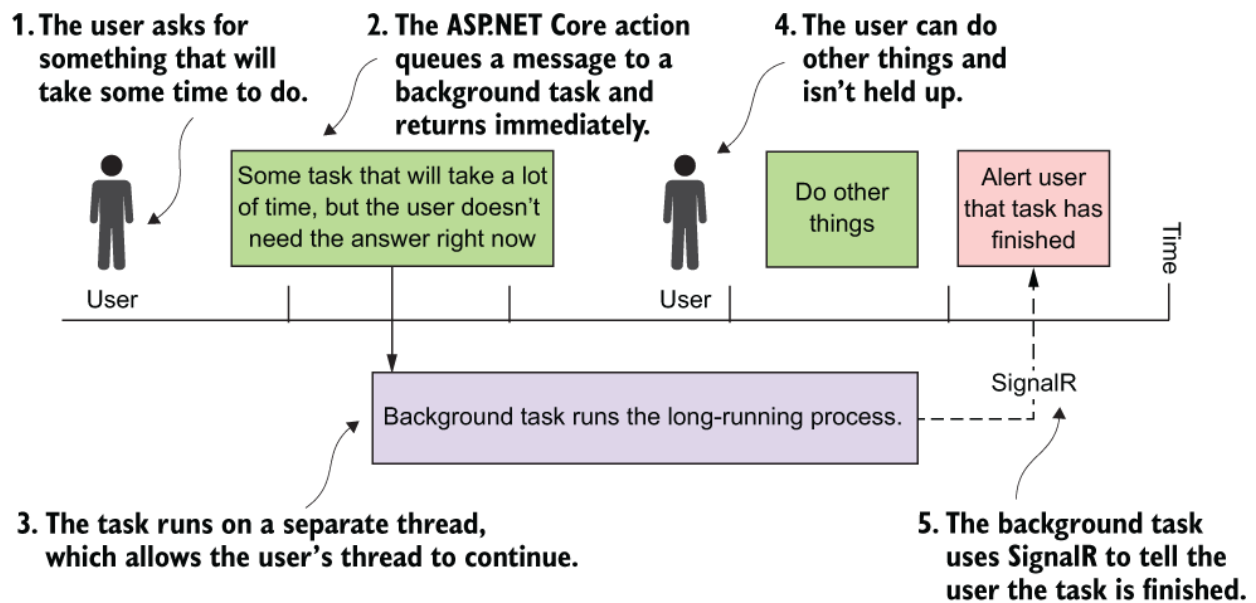 1. The user asks for
something that will
take some time to do.
2. The ASP.NET Core action
queues a message to a
background task and
returns immediately.
4. The user can do
other things and
isn't held up.
Some task that will take a lot
of time, but the user doesn't
need the answer right now
Do other
things
Alert user
that task has
finished
Time
User
User
SignalR
Background task runs the long-running process.
3. The task runs on a separate thread,
which allows the user's thread to continue.
5. The background task
uses SignalR to tell the
user the task is finished.